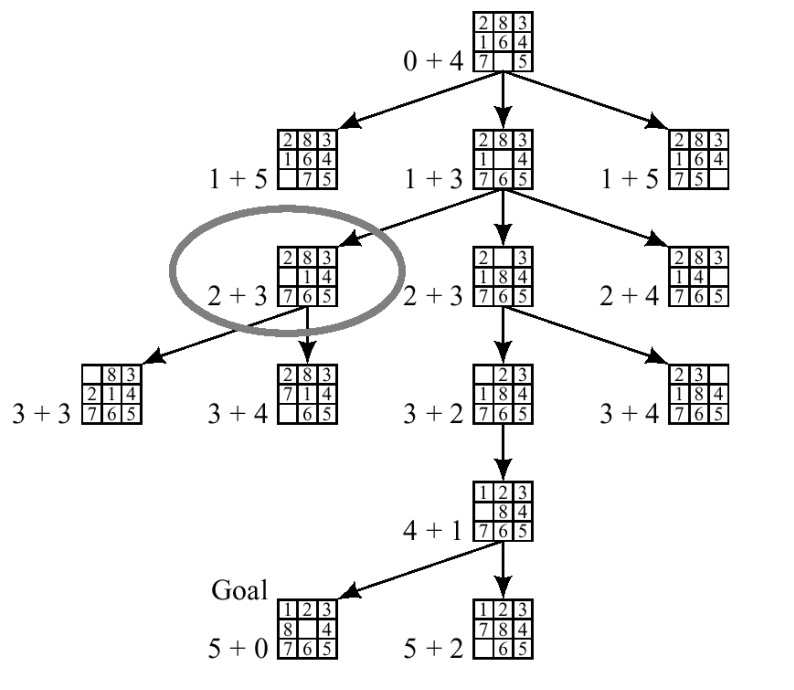 2 8 3
1 6 4
0 + 4 7 5
2 8 3 2 8 3 2 8 3
1 6 4 1 4 1 6 4
1 + 5 7 5 1 + 3 7 6 5 1 + 5 7 5
2 8 3 2 3 2 8 3
1 4 1 8 4 1 4
2 + 3 7 6 5 2 + 3 7 6 5 2 + 4 7 6 5
8 3 2 8 3 2 3 2 3
2 1 4 7 1 4 1 8 4 1 8 4
3 + 3 7 6 5 3 + 4 6 5 3 + 2 7 6 5 3 + 4 7 6 5
1 2 3
8 4
4 + 1 7 6 5
Goal
1 2 3 1 2 3
8 4 7 8 4
5 + 0 7 6 5 5 + 2 6 5